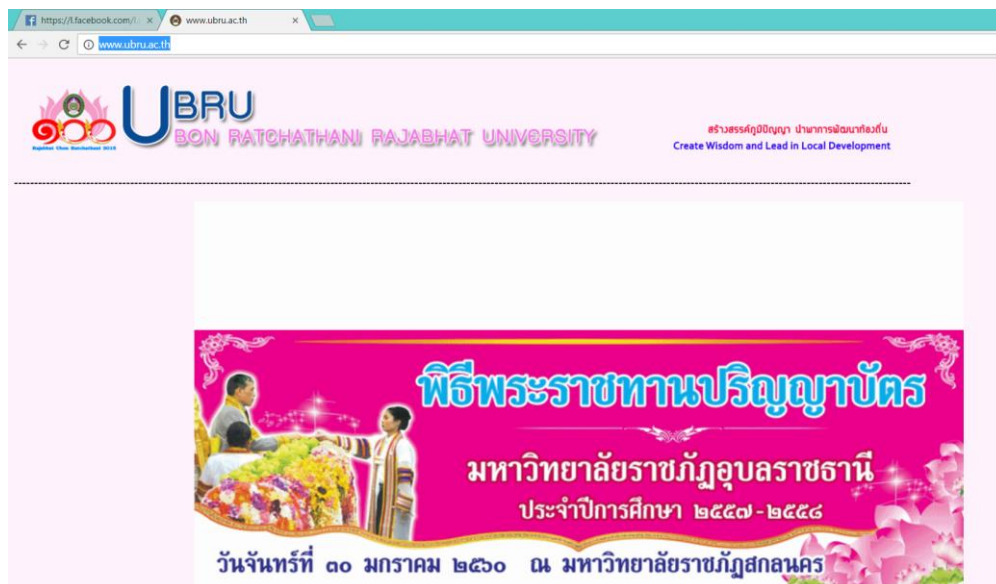 https://l.facebook.com/l.
www.ubru.ac.th
www.ubru.ac.th
๑๐๐
UBRU
UBON RATCHATHANI RAJABHAT UNIVERSITY
สร้างสรรค์ภูมิปัญญา นำพาการพัฒนาท้องถิ่น
Create Wisdom and Lead in Local Development
พิธีพระราชทานปริญญาบัตร
มหาวิทยาลัยราชภัฏอุบลราชธานี
ประจำปีการศึกษา ๒๕๕๗-๒๕๕๘
วันจันทร์ที่ ๓๐ มกราคม ๒๕๖๐ ณ มหาวิทยาลัยราชภัฏสกลนคร